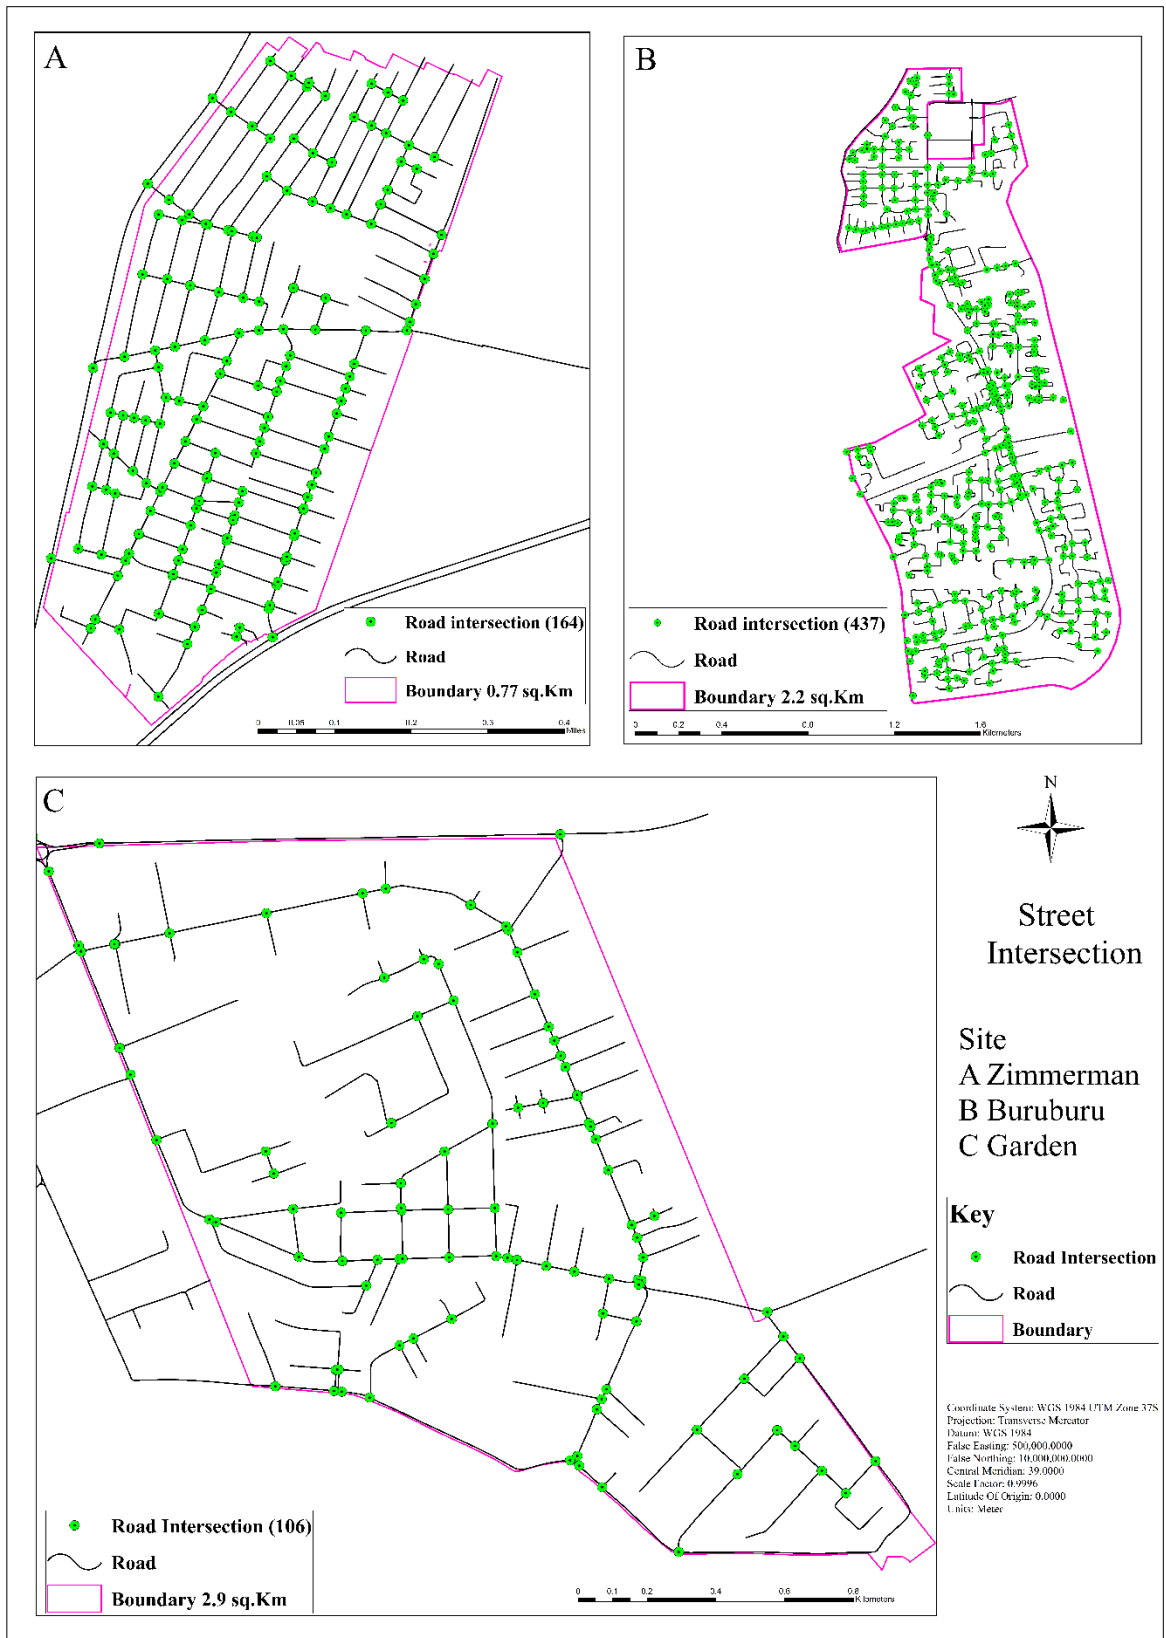 A
Road intersection (164)
Road
Boundary 0.77 sq.Km
0 0.05 0.1 0.2 0.3 0.4
Miles
B
Road intersection (437)
Road
Boundary 2.2 sq.Km
0 0.2 0.4 0.8 1.2 1.6
Kilometers
C
Road Intersection (106)
Road
Boundary 2.9 sq.Km
0 0.1 0.2 0.4 0.6 0.8
Kilometers
N
Street
Intersection
Site
A Zimmerman
B Buruburu
C Garden
Key
Road Intersection
Road
Boundary
Coordinate System: WGS 1984 UTM Zone 37S
Projection: Transverse Mercator
Datum: WGS 1984
False Easting: 500,000.0000
False Northing: 10,000,000.0000
Central Meridian: 39.0000
Scale Factor: 0.9996
Latitude Of Origin: 0.0000
Units: Meter